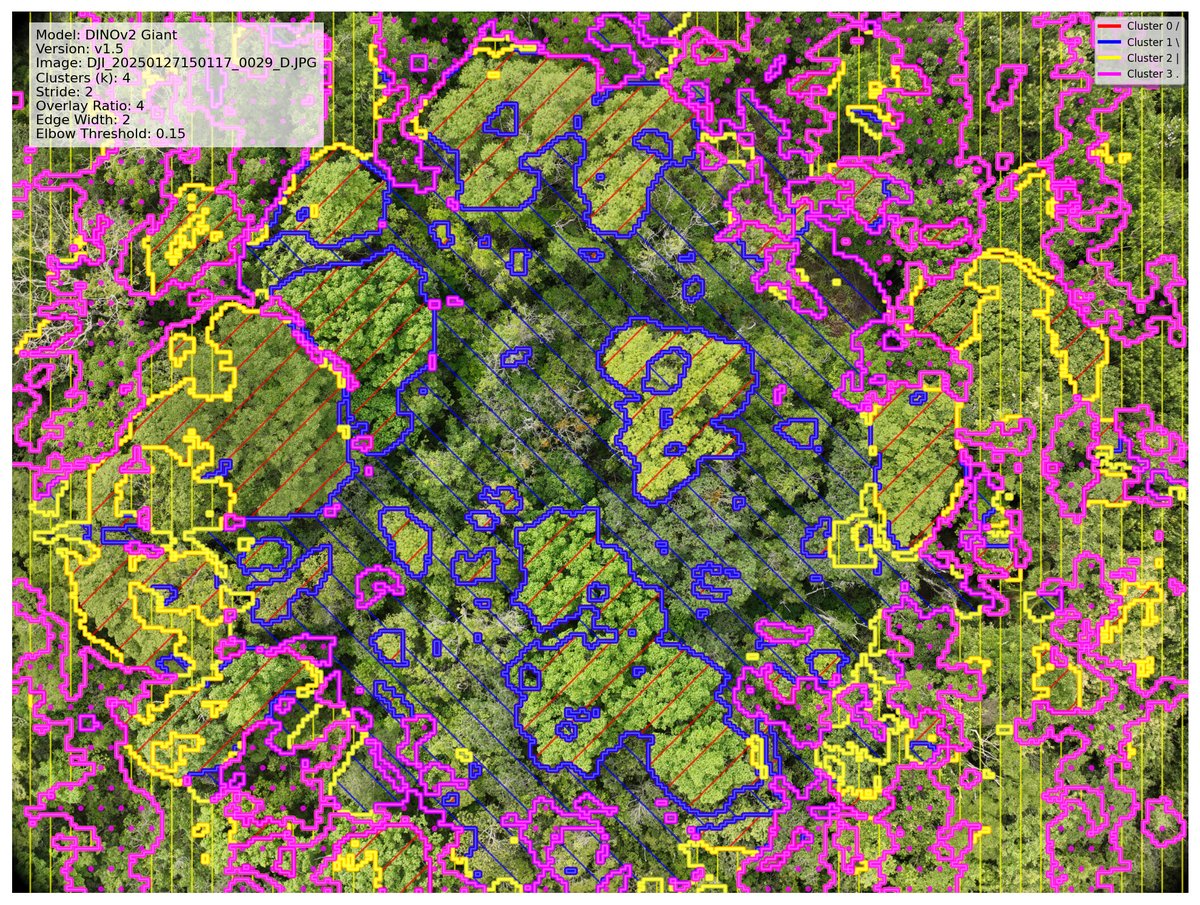 Model: DINOv2 Giant
Version: v1.5
Image: DJI_20250127150117_0029_D.JPG
Clusters (k): 4
Stride: 2
Overlay Ratio: 4
Edge Width: 2
Elbow Threshold: 0.15
Cluster 0 /
Cluster 1 \
Cluster 2 |
Cluster 3 .